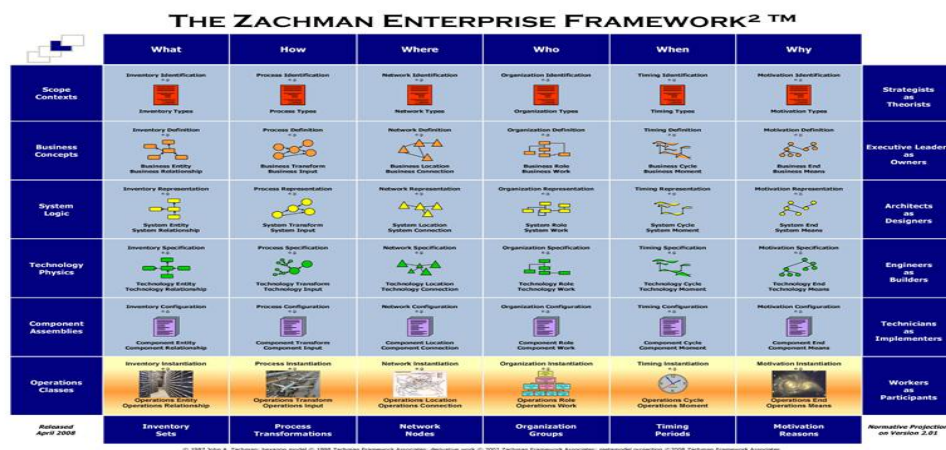 THE ZACHMAN ENTERPRISE FRAMEWORK² ™
What How Where Who When Why
Scope Contexts
Inventory Identification
e.g.
Inventory Types
Process Identification
e.g.
Process Types
Network Identification
e.g.
Network Types
Organization Identification
e.g.
Organization Types
Timing Identification
e.g.
Timing Types
Motivation Identification
e.g.
Motivation Types
Strategists as Theorists
Business Concepts
Inventory Definition
e.g.
Business Entity
Business Relationship
Process Definition
e.g.
Business Transform
Business Input
Network Definition
e.g.
Business Location
Business Connection
Organization Definition
e.g.
Business Role
Business Work
Timing Definition
e.g.
Business Cycle
Business Moment
Motivation Definition
e.g.
Business End
Business Means
Executive Leaders as Owners
System Logic
Inventory Representation
e.g.
System Entity
System Relationship
Process Representation
e.g.
System Transform
System Input
Network Representation
e.g.
System Location
System Connection
Organization Representation
e.g.
System Role
System Work
Timing Representation
e.g.
System Cycle
System Moment
Motivation Representation
e.g.
System End
System Means
Architects as Designers
Technology Physics
Inventory Specification
e.g.
Technology Entity
Technology Relationship
Process Specification
e.g.
Technology Transform
Technology Input
Network Specification
e.g.
Technology Location
Technology Connection
Organization Specification
e.g.
Technology Role
Technology Work
Timing Specification
e.g.
Technology Cycle
Technology Moment
Motivation Specification
e.g.
Technology End
Technology Means
Engineers as Builders
Component Assemblies
Inventory Configuration
e.g.
Component Entity
Component Relationship
Process Configuration
e.g.
Component Transform
Component Input
Network Configuration
e.g.
Component Location
Component Connection
Organization Configuration
e.g.
Component Role
Component Work
Timing Configuration
e.g.
Component Cycle
Component Moment
Motivation Configuration
e.g.
Component End
Component Means
Technicians as Implementers
Operations Classes
Inventory Instantiation
e.g.
Operations Entity
Operations Relationship
Process Instantiation
e.g.
Operations Transform
Operations Input
Network Instantiation
e.g.
Operations Location
Operations Connection
Organization Instantiation
e.g.
Operations Role
Operations Work
Timing Instantiation
e.g.
Operations Cycle
Operations Moment
Motivation Instantiation
e.g.
Operations End
Operations Means
Workers as Participants
Released April 2008
Inventory Sets
Process Transformations
Network Nodes
Organization Groups
Timing Periods
Motivation Reasons
Normative Projection on Version 2.01